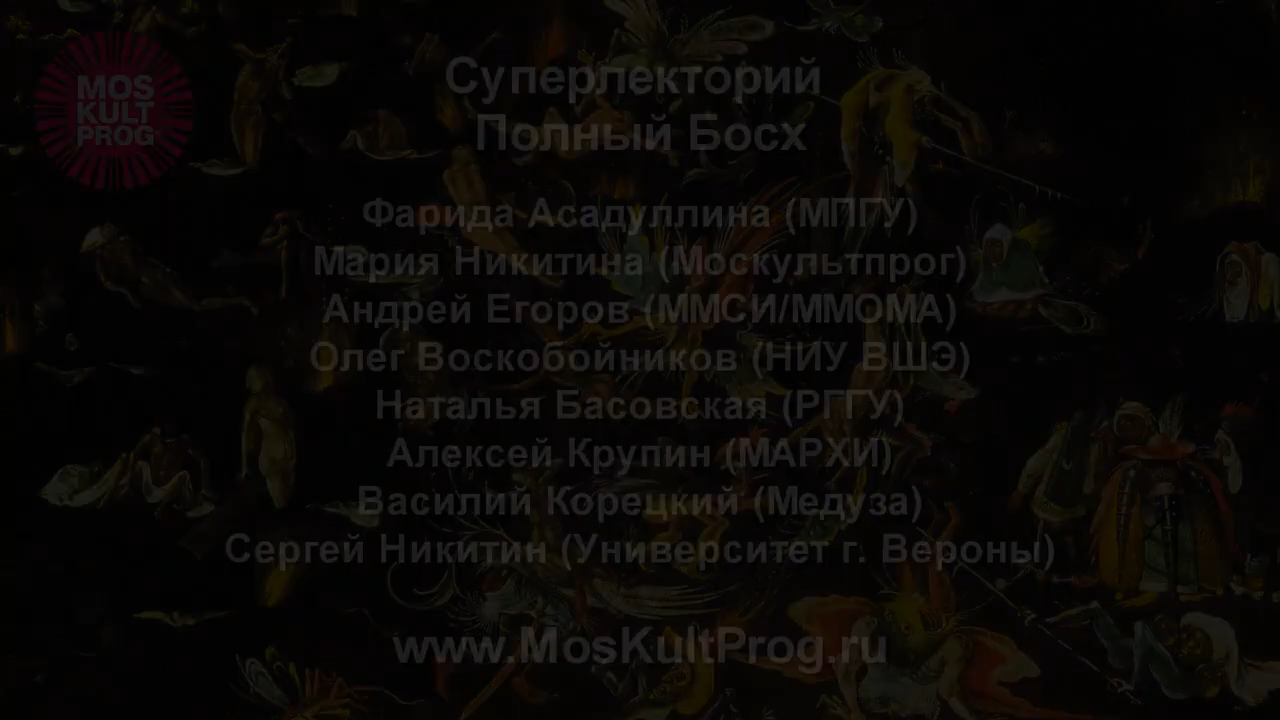 MOS
KULT
PROG
Суперлекторий
Полный Босх
Фарида Асадуллина (МПГУ)
Мария Никитина (Москультпрог)
Андрей Егоров (ММСИ/ММОМА)
Олег Воскобойников (НИУ ВШЭ)
Наталья Басовская (РГГУ)
Алексей Крупин (МАРХИ)
Василий Корецкий (Медуза)
Сергей Никитин (Университет г. Вероны)
www.MosKultProg.ru